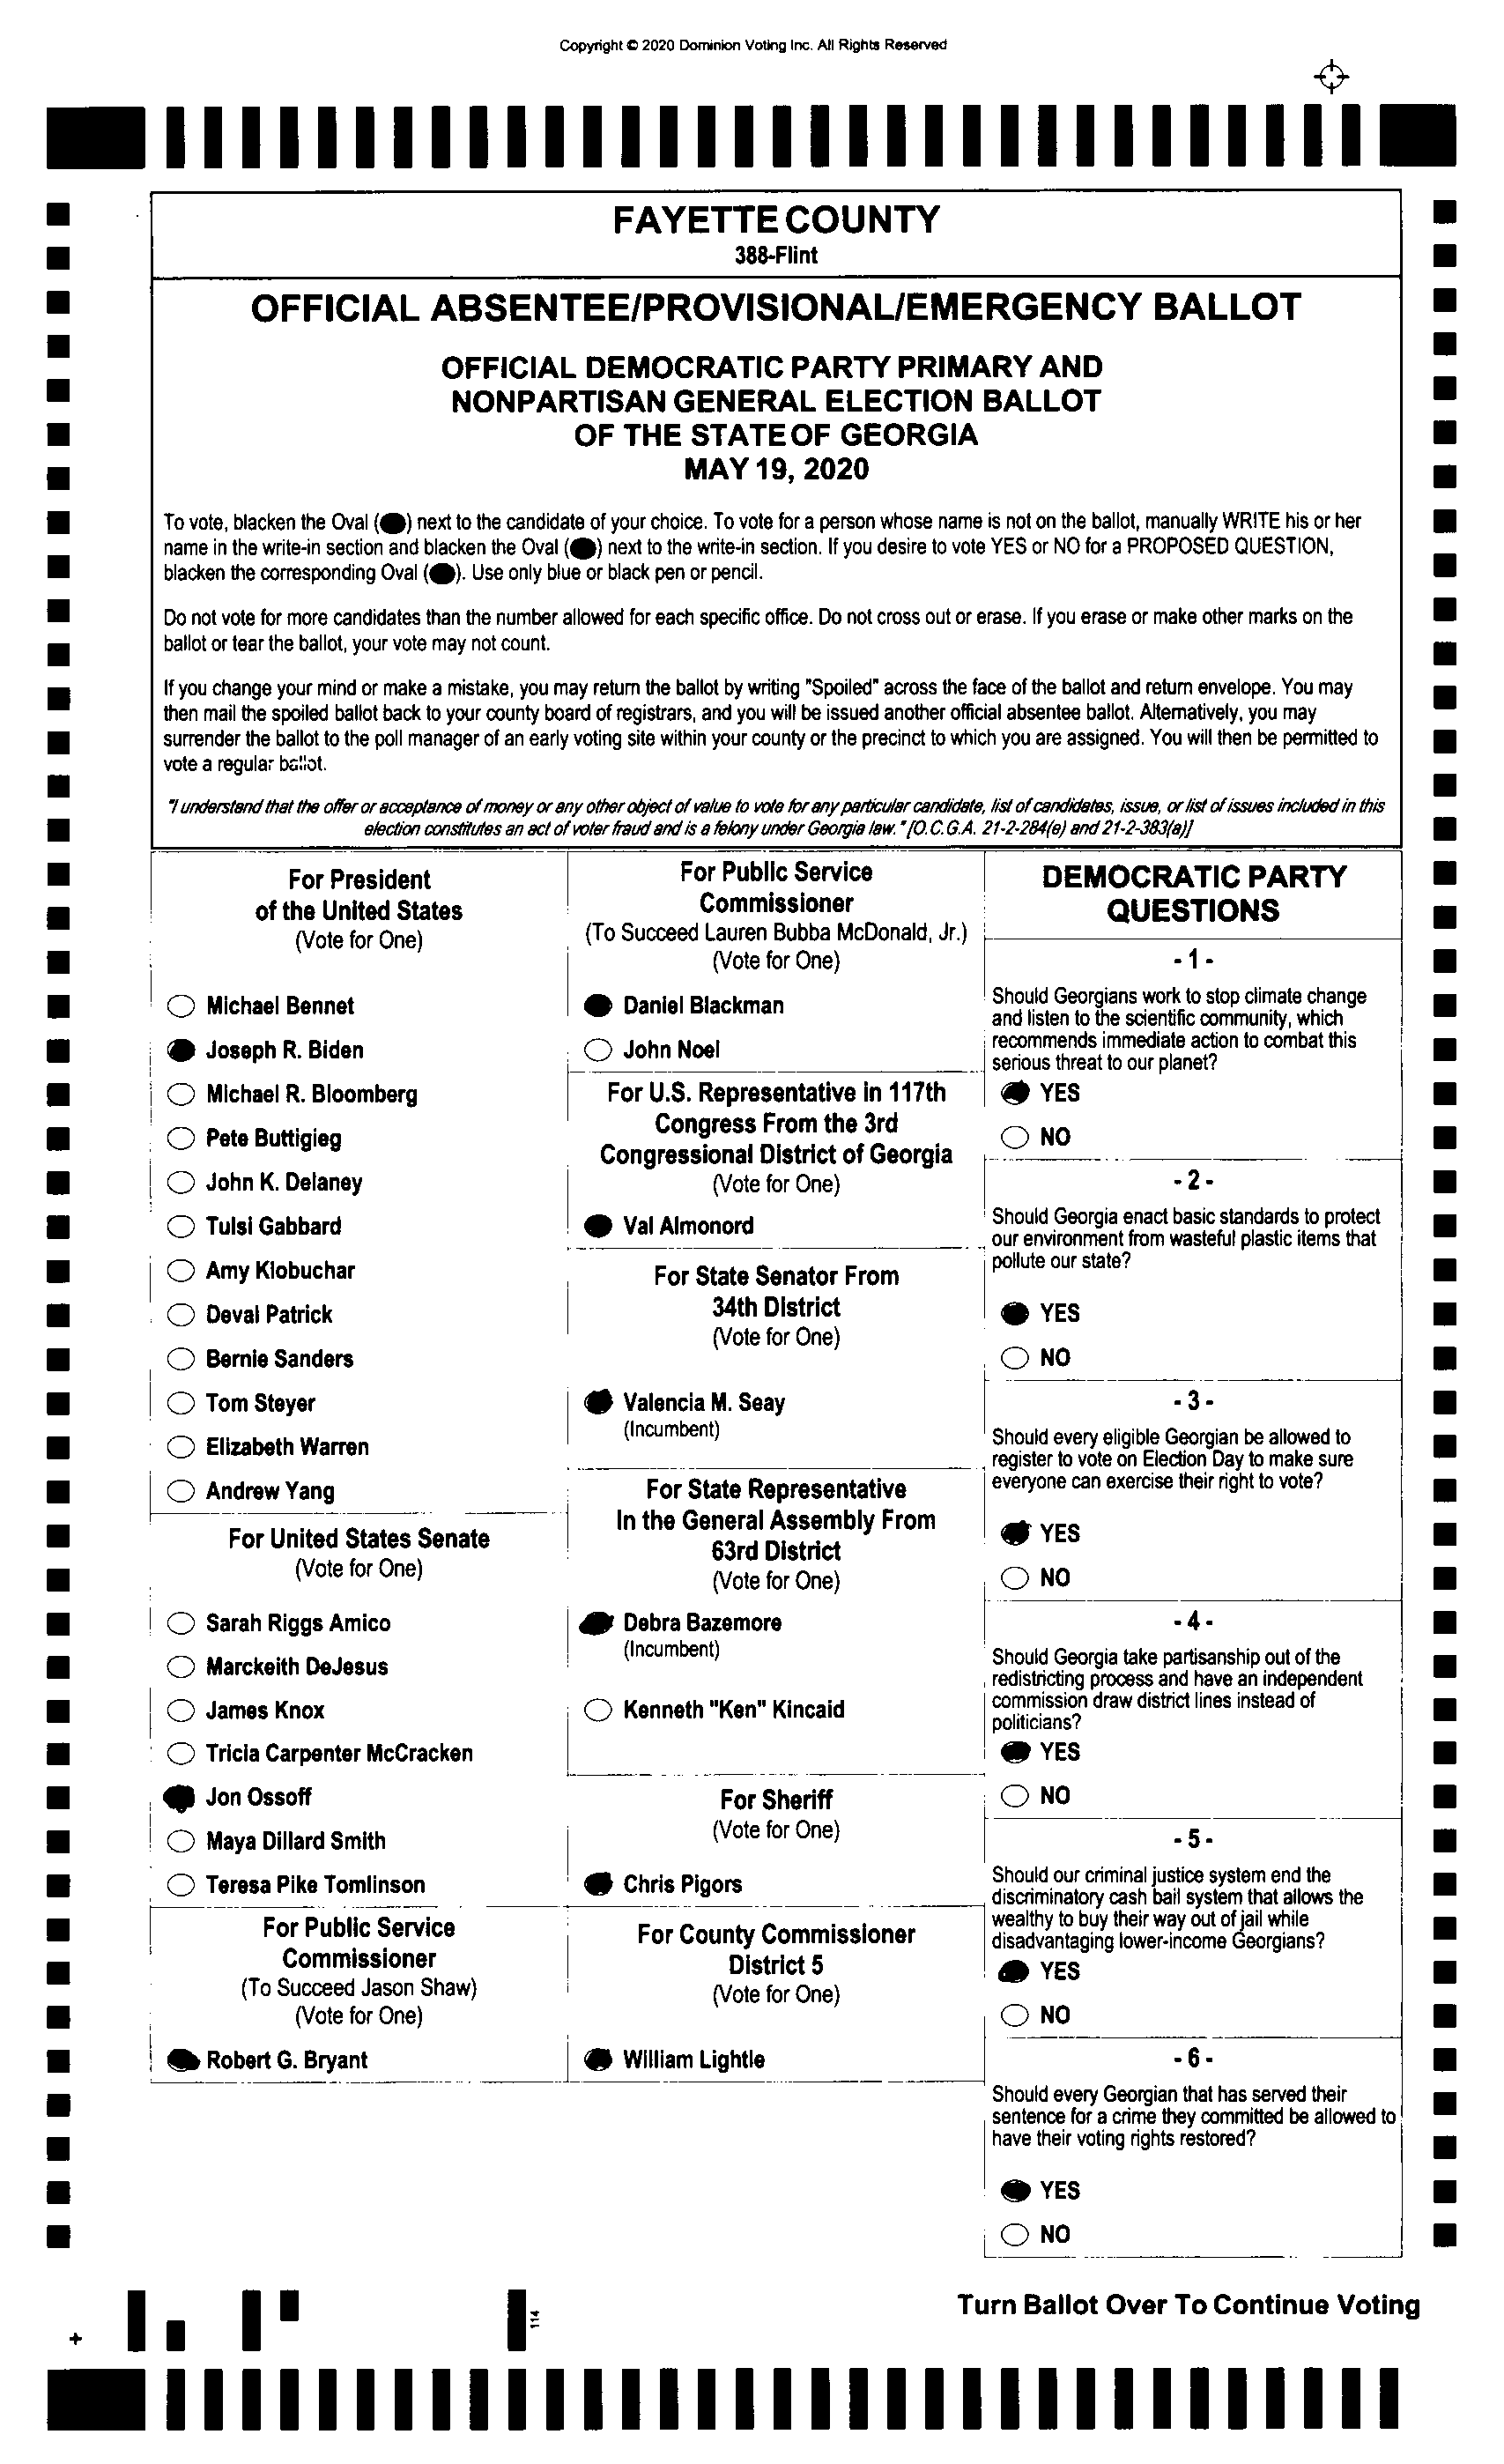 Copyright © 2020 Dominion Voting Inc. All Rights Reserved
FAYETTE COUNTY
388-Flint
OFFICIAL ABSENTEE/PROVISIONAL/EMERGENCY BALLOT
OFFICIAL DEMOCRATIC PARTY PRIMARY AND
NONPARTISAN GENERAL ELECTION BALLOT
OF THE STATE OF GEORGIA
MAY 19, 2020
To vote, blacken the Oval ( ) next to the candidate of your choice. To vote for a person whose name is not on the ballot, manually WRITE his or her
name in the write-in section and blacken the Oval ( ) next to the write-in section. If you desire to vote YES or NO for a PROPOSED QUESTION,
blacken the corresponding Oval ( ). Use only blue or black pen or pencil.
Do not vote for more candidates than the number allowed for each specific office. Do not cross out or erase. If you erase or make other marks on the
ballot or tear the ballot, your vote may not count.
If you change your mind or make a mistake, you may return the ballot by writing "Spoiled" across the face of the ballot and return envelope. You may
then mail the spoiled ballot back to your county board of registrars, and you will be issued another official absentee ballot. Alternatively, you may
surrender the ballot to the poll manager of an early voting site within your county or the precinct to which you are assigned. You will then be permitted to
vote a regular ballot.
"I understand that the offer or acceptance of money or any other object of value to vote for any particular candidate, list of candidates, issue, or list of issues included in this
election constitutes an act of voter fraud and is a felony under Georgia law." [O.C.G.A. 21-2-284(e) and 21-2-383(a)]
For President
of the United States
(Vote for One)
Michael Bennet
Joseph R. Biden
Michael R. Bloomberg
Pete Buttigieg
John K. Delaney
Tulsi Gabbard
Amy Klobuchar
Deval Patrick
Bernie Sanders
Tom Steyer
Elizabeth Warren
Andrew Yang
For United States Senate
(Vote for One)
Sarah Riggs Amico
Marckeith DeJesus
James Knox
Tricia Carpenter McCracken
Jon Ossoff
Maya Dillard Smith
Teresa Pike Tomlinson
For Public Service
Commissioner
(To Succeed Jason Shaw)
(Vote for One)
Robert G. Bryant
For Public Service
Commissioner
(To Succeed Lauren Bubba McDonald, Jr.)
(Vote for One)
Daniel Blackman
John Noel
For U.S. Representative in 117th
Congress From the 3rd
Congressional District of Georgia
(Vote for One)
Val Almonord
For State Senator From
34th District
(Vote for One)
Valencia M. Seay
(Incumbent)
For State Representative
In the General Assembly From
63rd District
(Vote for One)
Debra Bazemore
(Incumbent)
Kenneth "Ken" Kincaid
For Sheriff
(Vote for One)
Chris Pigors
For County Commissioner
District 5
(Vote for One)
William Lightle
DEMOCRATIC PARTY
QUESTIONS
- 1 -
Should Georgians work to stop climate change
and listen to the scientific community, which
recommends immediate action to combat this
serious threat to our planet?
YES
NO
- 2 -
Should Georgia enact basic standards to protect
our environment from wasteful plastic items that
pollute our state?
YES
NO
- 3 -
Should every eligible Georgian be allowed to
register to vote on Election Day to make sure
everyone can exercise their right to vote?
YES
NO
- 4 -
Should Georgia take partisanship out of the
redistricting process and have an independent
commission draw district lines instead of
politicians?
YES
NO
- 5 -
Should our criminal justice system end the
discriminatory cash bail system that allows the
wealthy to buy their way out of jail while
disadvantaging lower-income Georgians?
YES
NO
- 6 -
Should every Georgian that has served their
sentence for a crime they committed be allowed to
have their voting rights restored?
YES
NO
Turn Ballot Over To Continue Voting
114